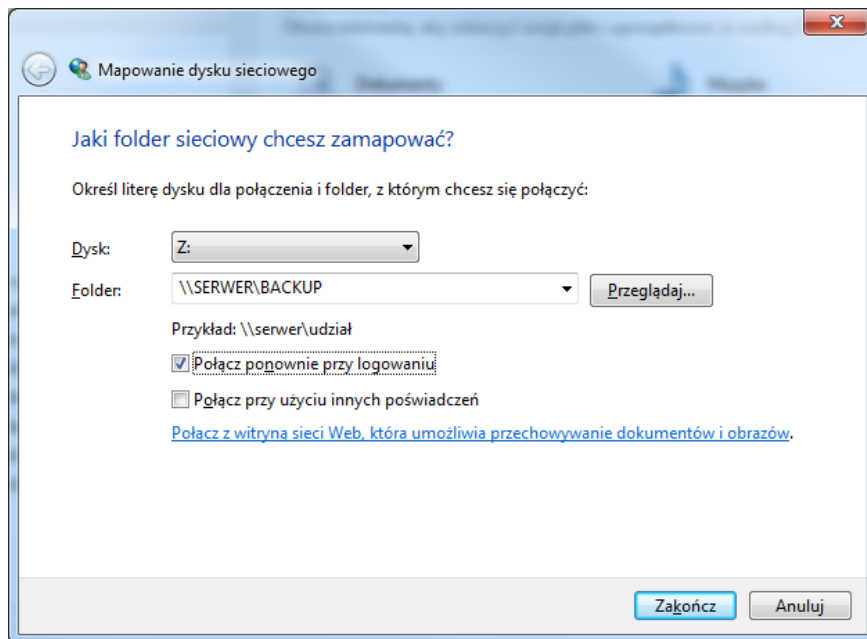 Mapowanie dysku sieciowego
Jaki folder sieciowy chcesz zamapować?
Określ literę dysku dla połączenia i folder, z którym chcesz się połączyć:
Dysk: Z:
Folder: \\SERWER\BACKUP Przeglądaj...
Przykład: \\serwer\udział
Połącz ponownie przy logowaniu
Połącz przy użyciu innych poświadczeń
Połącz z witryna sieci Web, która umożliwia przechowywanie dokumentów i obrazów.
Zakończ Anuluj